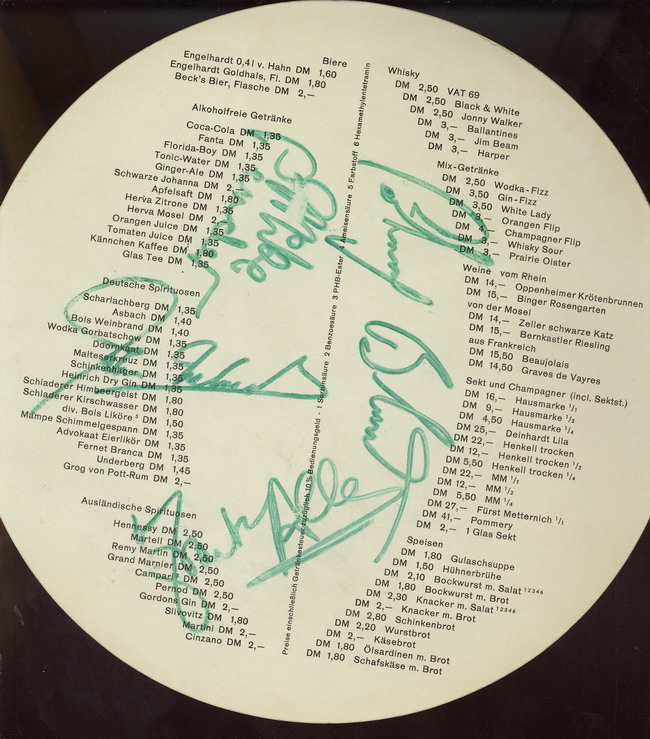 Biere
Engelhardt 0,4 l v. Hahn DM 1,60
Engelhardt Goldhals, Fl. DM 1,80
Beck's Bier, Flasche DM 2,—
Alkoholfreie Getränke
Coca-Cola DM 1,35
Fanta DM 1,35
Florida-Boy DM 1,35
Tonic-Water DM 1,35
Ginger-Ale DM 1,35
Schwarze Johanna DM 2,—
Apfelsaft DM 1,80
Herva Zitrone DM 1,35
Herva Mosel DM 2,—
Orangen Juice DM 1,35
Tomaten Juice DM 1,35
Kännchen Kaffee DM 1,80
Glas Tee DM 1,35
Deutsche Spirituosen
Scharlachberg DM 1,35
Asbach DM 1,40
Bols Weinbrand DM 1,40
Wodka Gorbatschow DM 1,35
Doornkaat DM 1,35
Malteserkreuz DM 1,35
Schinkenhäger DM 1,35
Heinrich Dry Gin DM 1,35
Schladerer Himbeergeist DM 1,80
Schladerer Kirschwasser DM 1,80
div. Bols Liköre ⁵ DM 1,50
Mampe Schimmelgespann DM 1,35
Advokaat Eierlikör DM 1,35
Fernet Branca DM 1,35
Underberg DM 1,45
Grog von Pott-Rum DM 2,—
Ausländische Spirituosen
Hennessy DM 2,50
Martell DM 2,50
Remy Martin DM 2,50
Grand Marnier DM 2,50
Campari DM 2,50
Pernod DM 2,50
Gordons Gin DM 2,—
Slivovitz DM 1,80
Martini DM 2,—
Cinzano DM 2,—
Preise einschließlich Getränkesteuer zuzüglich 10 % Bedienungsgeld · 1 Sorbinsäure 2 Benzoesäure 3 PHB-Ester 4 Ameisensäure 5 Farbstoff 6 Hexamethylentetramin
Whisky
DM 2,50 VAT 69
DM 2,50 Black & White
DM 2,50 Jonny Walker
DM 3,— Ballantines
DM 3,— Jim Beam
DM 3,— Harper
Mix-Getränke
DM 2,50 Wodka-Fizz
DM 3,50 Gin-Fizz
DM 3,50 White Lady
DM 3,— Orangen Flip
DM 4,— Champagner Flip
DM 3,— Whisky Sour
DM 3,— Prairie Oister
Weine vom Rhein
DM 14,— Oppenheimer Krötenbrunnen
DM 15,— Binger Rosengarten
von der Mosel
DM 14,— Zeller schwarze Katz
DM 15,— Bernkastler Riesling
aus Frankreich
DM 15,50 Beaujolais
DM 14,50 Graves de Vayres
Sekt und Champagner (incl. Sektst.)
DM 16,— Hausmarke ¹/₁
DM 9,— Hausmarke ¹/₂
DM 4,50 Hausmarke ¹/₄
DM 25,— Deinhardt Lila
DM 22,— Henkell trocken
DM 12,— Henkell trocken ¹/₂
DM 5,50 Henkell trocken ¹/₄
DM 22,— MM ¹/₁
DM 12,— MM ¹/₂
DM 5,50 MM ¹/₄
DM 27,— Fürst Metternich ¹/₁
DM 41,— Pommery
DM 2,— 1 Glas Sekt
Speisen
DM 1,80 Gulaschsuppe
DM 1,50 Hühnerbrühe
DM 2,10 Bockwurst m. Salat ¹ ² ³ ⁴ ⁶
DM 1,80 Bockwurst m. Brot
DM 2,30 Knacker m. Salat ¹ ² ³ ⁴ ⁶
DM 2,— Knacker m. Brot
DM 2,80 Schinkenbrot
DM 2,20 Wurstbrot
DM 2,— Käsebrot
DM 1,80 Ölsardinen m. Brot
DM 1,80 Schafskäse m. Brot